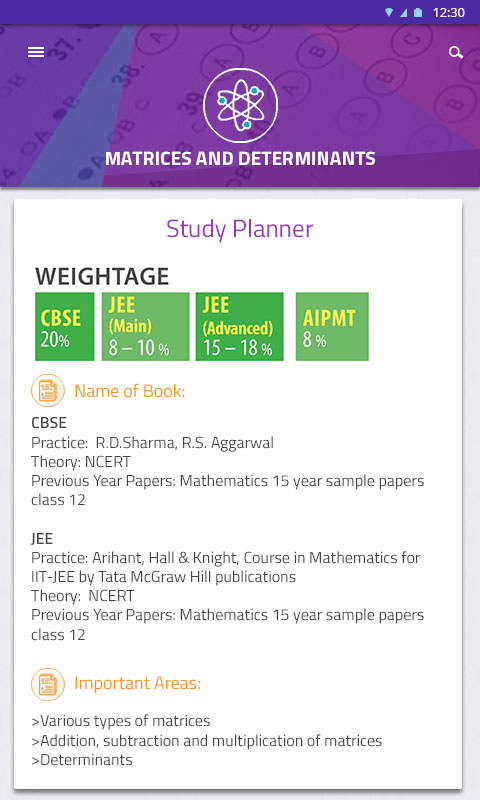 12:30
MATRICES AND DETERMINANTS
Study Planner
WEIGHTAGE
CBSE
20%
JEE
(Main)
8 – 10 %
JEE
(Advanced)
15 – 18 %
AIPMT
8 %
Name of Book:
CBSE
Practice: R.D.Sharma, R.S. Aggarwal
Theory: NCERT
Previous Year Papers: Mathematics 15 year sample papers
class 12
JEE
Practice: Arihant, Hall & Knight, Course in Mathematics for
IIT-JEE by Tata McGraw Hill publications
Theory: NCERT
Previous Year Papers: Mathematics 15 year sample papers
class 12
Important Areas:
>Various types of matrices
>Addition, subtraction and multiplication of matrices
>Determinants